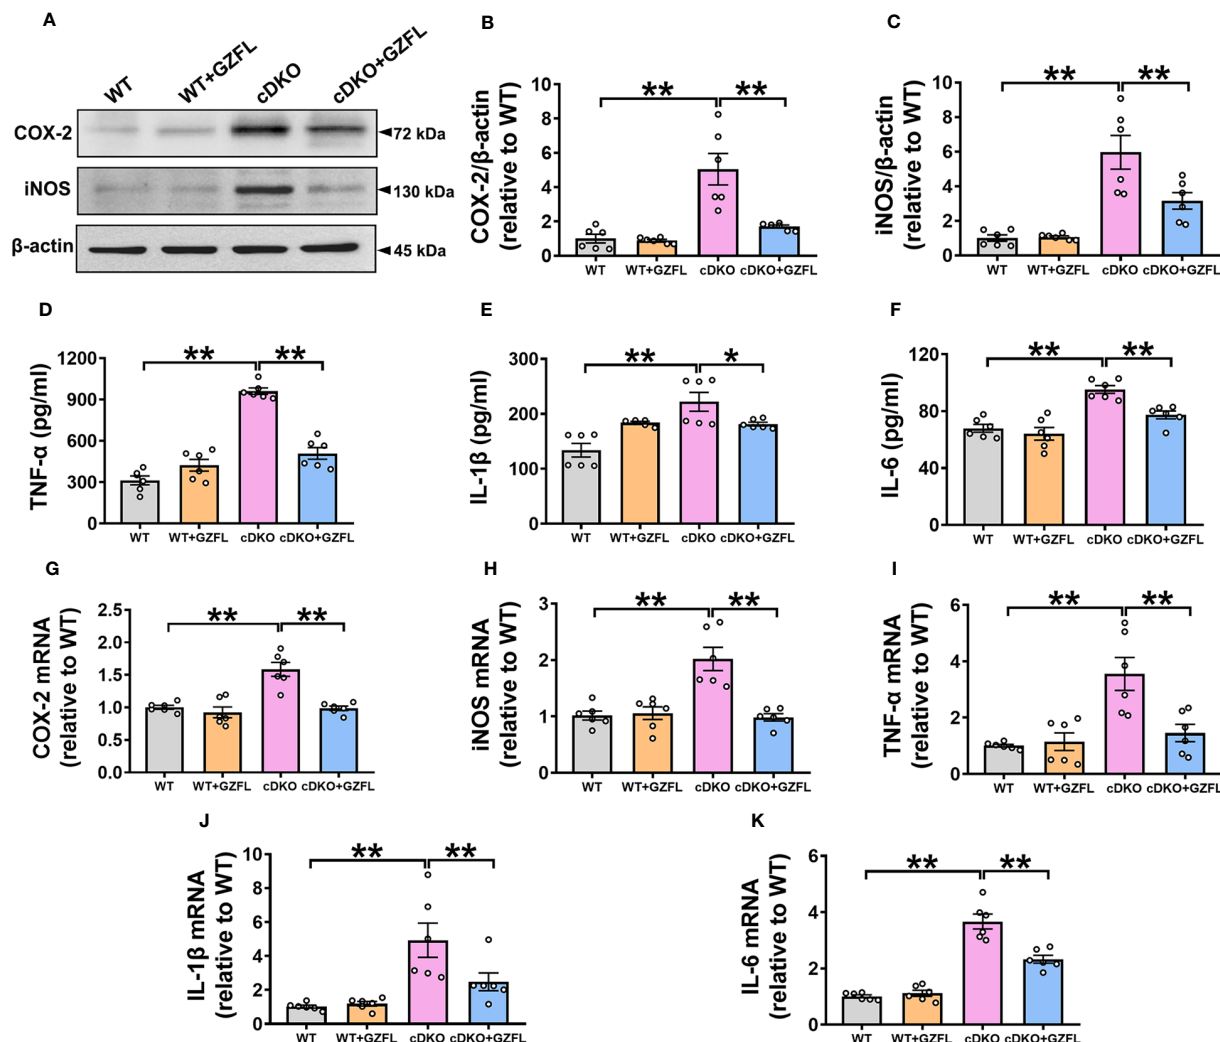 A
WT
WT+GZFL
cDKO
cDKO+GZFL
COX-2
72 kDa
iNOS
130 kDa
β-actin
45 kDa
B
COX-2/β-actin
(relative to WT)
10
8
6
4
2
0
** **
WT WT+GZFL cDKO cDKO+GZFL
C
iNOS/β-actin
(relative to WT)
10
8
6
4
2
0
** **
WT WT+GZFL cDKO cDKO+GZFL
D
TNF-α (pg/ml)
1200
900
600
300
0
** **
WT WT+GZFL cDKO cDKO+GZFL
E
IL-1β (pg/ml)
300
200
100
0
** *
WT WT+GZFL cDKO cDKO+GZFL
F
IL-6 (pg/ml)
120
80
40
0
** **
WT WT+GZFL cDKO cDKO+GZFL
G
COX-2 mRNA
(relative to WT)
2.5
2.0
1.5
1.0
0.5
0.0
** **
WT WT+GZFL cDKO cDKO+GZFL
H
iNOS mRNA
(relative to WT)
3
2
1
0
** **
WT WT+GZFL cDKO cDKO+GZFL
I
TNF-α mRNA
(relative to WT)
6
4
2
0
** **
WT WT+GZFL cDKO cDKO+GZFL
J
IL-1β mRNA
(relative to WT)
10
8
6
4
2
0
** **
WT WT+GZFL cDKO cDKO+GZFL
K
IL-6 mRNA
(relative to WT)
6
4
2
0
** **
WT WT+GZFL cDKO cDKO+GZFL